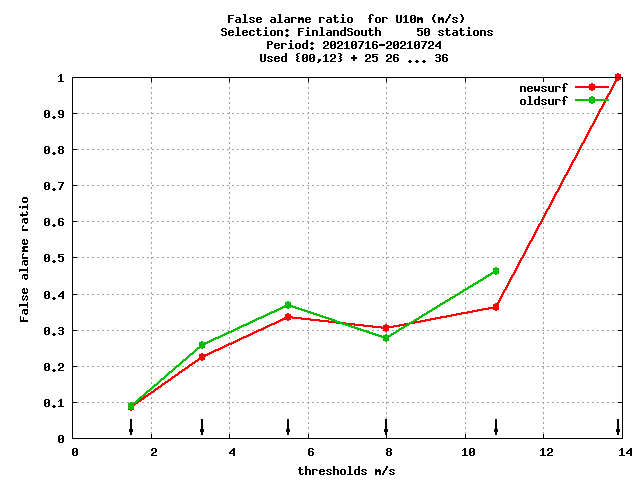 False alarme ratio  for U10m (m/s)
Selection: FinlandSouth     50 stations
Period: 20210716-20210724
Used {00,12} + 25 26 ... 36
newsurf
oldsurf
1
0.9
0.8
0.7
0.6
0.5
0.4
0.3
0.2
0.1
0
False alarme ratio
0 2 4 6 8 10 12 14
thresholds m/s